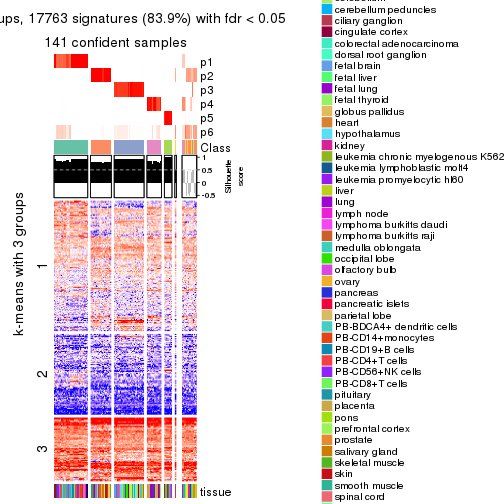 ups, 17763 signatures (83.9%) with fdr < 0.05
141 confident samples
p1
p2
p3
p4
p5
p6
Class
1
0.5
0
-0.5
Silhouette
score
k-means with 3 groups
1
2
3
tissue
cerebellum peduncles
ciliary ganglion
cingulate cortex
colorectal adenocarcinoma
dorsal root ganglion
fetal brain
fetal liver
fetal lung
fetal thyroid
globus pallidus
heart
hypothalamus
kidney
leukemia chronic myelogenous K562
leukemia lymphoblastic molt4
leukemia promyelocytic hl60
liver
lung
lymph node
lymphoma burkitts daudi
lymphoma burkitts raji
medulla oblongata
occipital lobe
olfactory bulb
ovary
pancreas
pancreatic islets
parietal lobe
PB-BDCA4+ dendritic cells
PB-CD14+monocytes
PB-CD19+B cells
PB-CD4+T cells
PB-CD56+NK cells
PB-CD8+T cells
pituitary
placenta
pons
prefrontal cortex
prostate
salivary gland
skeletal muscle
skin
smooth muscle
spinal cord